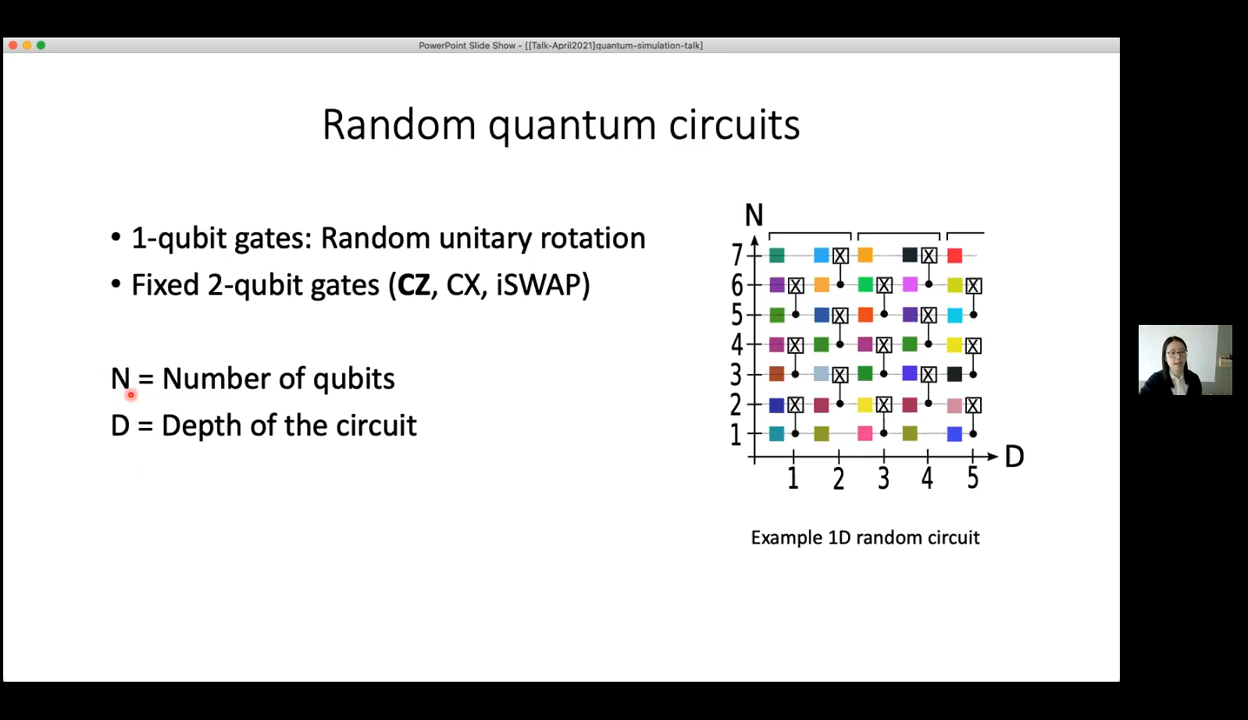 PowerPoint Slide Show - [[Talk-April2021]quantum-simulation-talk]
Random quantum circuits
• 1-qubit gates: Random unitary rotation
• Fixed 2-qubit gates (CZ, CX, iSWAP)
N = Number of qubits
D = Depth of the circuit
N
7
X X
6
X X X
5
X X
4
X X X
3
X X
2
X X X
1
D
1 2 3 4 5
Example 1D random circuit